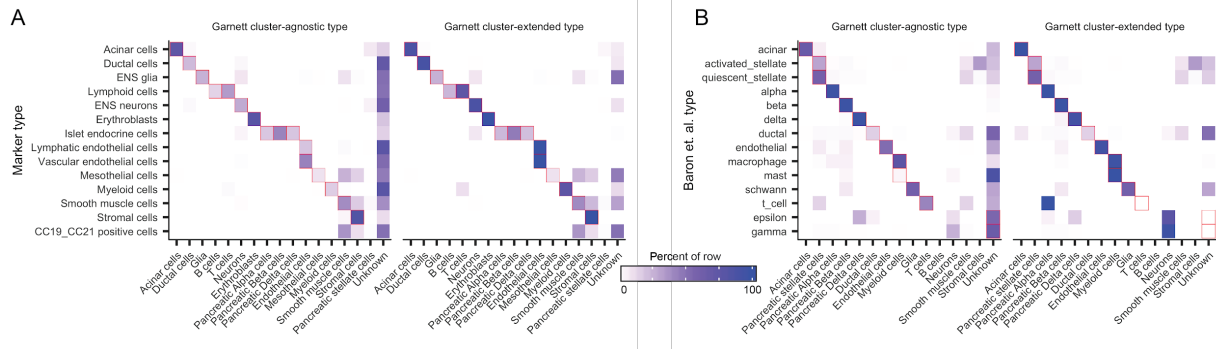 A
Garnett cluster-agnostic type
Garnett cluster-extended type
Marker type
Acinar cells
Ductal cells
ENS glia
Lymphoid cells
ENS neurons
Erythroblasts
Islet endocrine cells
Lymphatic endothelial cells
Vascular endothelial cells
Mesothelial cells
Myeloid cells
Smooth muscle cells
Stromal cells
CC19_CC21 positive cells
Acinar cells
Ductal cells
Glia
B cells
T cells
Neurons
Erythroblasts
Pancreatic Alpha cells
Pancreatic Beta cells
Pancreatic Delta cells
Endothelial cells
Mesothelial cells
Myeloid cells
Smooth muscle cells
Stromal cells
Pancreatic stellate cells
Unknown
Acinar cells
Ductal cells
Glia
B cells
T cells
Neurons
Erythroblasts
Pancreatic Alpha cells
Pancreatic Beta cells
Pancreatic Delta cells
Endothelial cells
Mesothelial cells
Myeloid cells
Smooth muscle cells
Stromal cells
Pancreatic stellate cells
Unknown
Percent of row
0
100
B
Garnett cluster-agnostic type
Garnett cluster-extended type
Baron et. al. type
acinar
activated_stellate
quiescent_stellate
alpha
beta
delta
ductal
endothelial
macrophage
mast
schwann
t_cell
epsilon
gamma
Acinar cells
Pancreatic stellate cells
Pancreatic Alpha cells
Pancreatic Beta cells
Pancreatic Delta cells
Ductal cells
Endothelial cells
Myeloid cells
Glia
T cells
B cells
Neurons
Smooth muscle cells
Stromal cells
Unknown
Acinar cells
Pancreatic stellate cells
Pancreatic Alpha cells
Pancreatic Beta cells
Pancreatic Delta cells
Ductal cells
Endothelial cells
Myeloid cells
Glia
T cells
B cells
Neurons
Smooth muscle cells
Stromal cells
Unknown